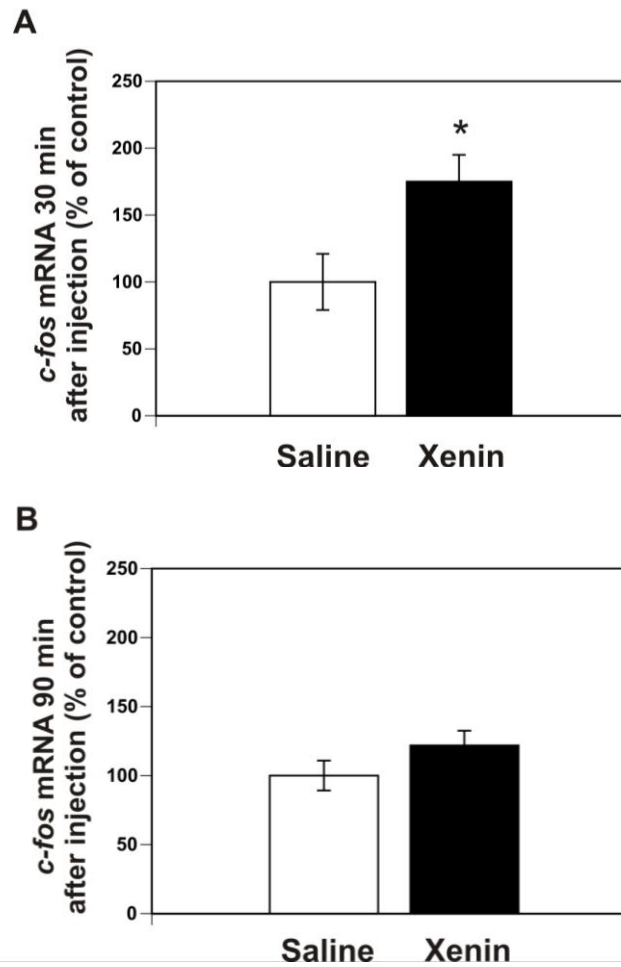 A
c-fos mRNA 30 min
after injection (% of control)
250
200
150
100
50
0
*
Saline Xenin
B
c-fos mRNA 90 min
after injection (% of control)
250
200
150
100
50
0
Saline Xenin